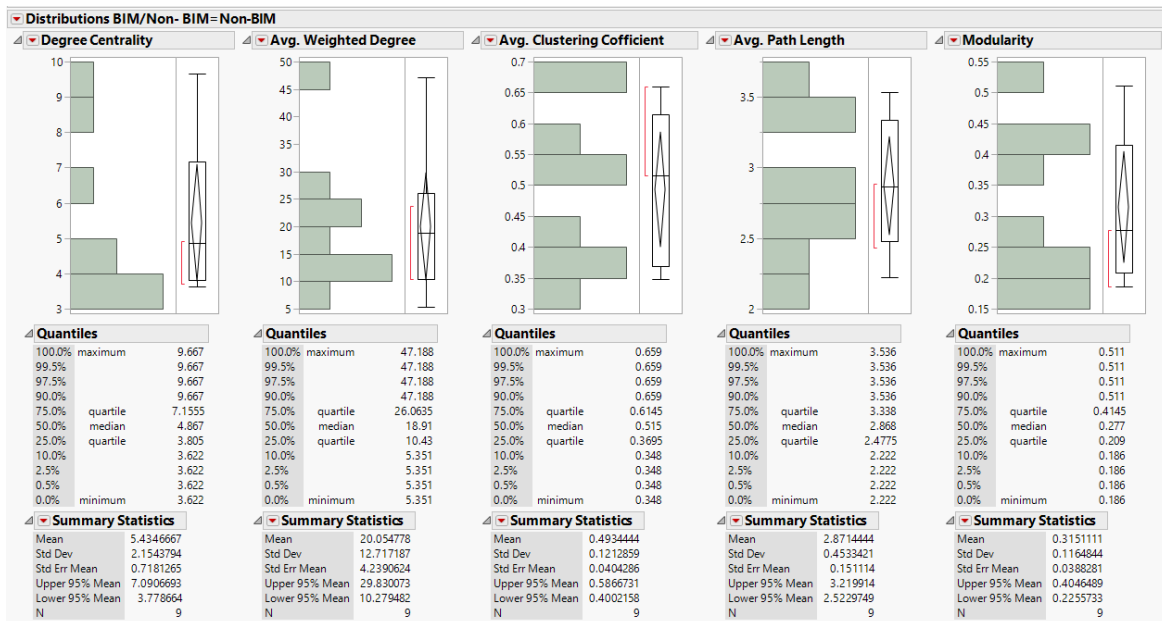 Distributions BIM/Non- BIM=Non-BIM
Degree Centrality
10
9
8
7
6
5
4
3
Quantiles
100.0% maximum 9.667
99.5% 9.667
97.5% 9.667
90.0% 9.667
75.0% quartile 7.1555
50.0% median 4.867
25.0% quartile 3.805
10.0% 3.622
2.5% 3.622
0.5% 3.622
0.0% minimum 3.622
Summary Statistics
Mean 5.4346667
Std Dev 2.1543794
Std Err Mean 0.7181265
Upper 95% Mean 7.0906693
Lower 95% Mean 3.778664
N 9
Avg. Weighted Degree
50
45
40
35
30
25
20
15
10
5
Quantiles
100.0% maximum 47.188
99.5% 47.188
97.5% 47.188
90.0% 47.188
75.0% quartile 26.0635
50.0% median 18.91
25.0% quartile 10.43
10.0% 5.351
2.5% 5.351
0.5% 5.351
0.0% minimum 5.351
Summary Statistics
Mean 20.054778
Std Dev 12.717187
Std Err Mean 4.2390624
Upper 95% Mean 29.830073
Lower 95% Mean 10.279482
N 9
Avg. Clustering Cofficient
0.7
0.65
0.6
0.55
0.5
0.45
0.4
0.35
0.3
Quantiles
100.0% maximum 0.659
99.5% 0.659
97.5% 0.659
90.0% 0.659
75.0% quartile 0.6145
50.0% median 0.515
25.0% quartile 0.3695
10.0% 0.348
2.5% 0.348
0.5% 0.348
0.0% minimum 0.348
Summary Statistics
Mean 0.4934444
Std Dev 0.1212859
Std Err Mean 0.0404286
Upper 95% Mean 0.5866731
Lower 95% Mean 0.4002158
N 9
Avg. Path Length
3.5
3
2.5
2
Quantiles
100.0% maximum 3.536
99.5% 3.536
97.5% 3.536
90.0% 3.536
75.0% quartile 3.338
50.0% median 2.868
25.0% quartile 2.4775
10.0% 2.222
2.5% 2.222
0.5% 2.222
0.0% minimum 2.222
Summary Statistics
Mean 2.8714444
Std Dev 0.4533421
Std Err Mean 0.151114
Upper 95% Mean 3.219914
Lower 95% Mean 2.5229749
N 9
Modularity
0.55
0.5
0.45
0.4
0.35
0.3
0.25
0.2
0.15
Quantiles
100.0% maximum 0.511
99.5% 0.511
97.5% 0.511
90.0% 0.511
75.0% quartile 0.4145
50.0% median 0.277
25.0% quartile 0.209
10.0% 0.186
2.5% 0.186
0.5% 0.186
0.0% minimum 0.186
Summary Statistics
Mean 0.3151111
Std Dev 0.1164844
Std Err Mean 0.0388281
Upper 95% Mean 0.4046489
Lower 95% Mean 0.2255733
N 9